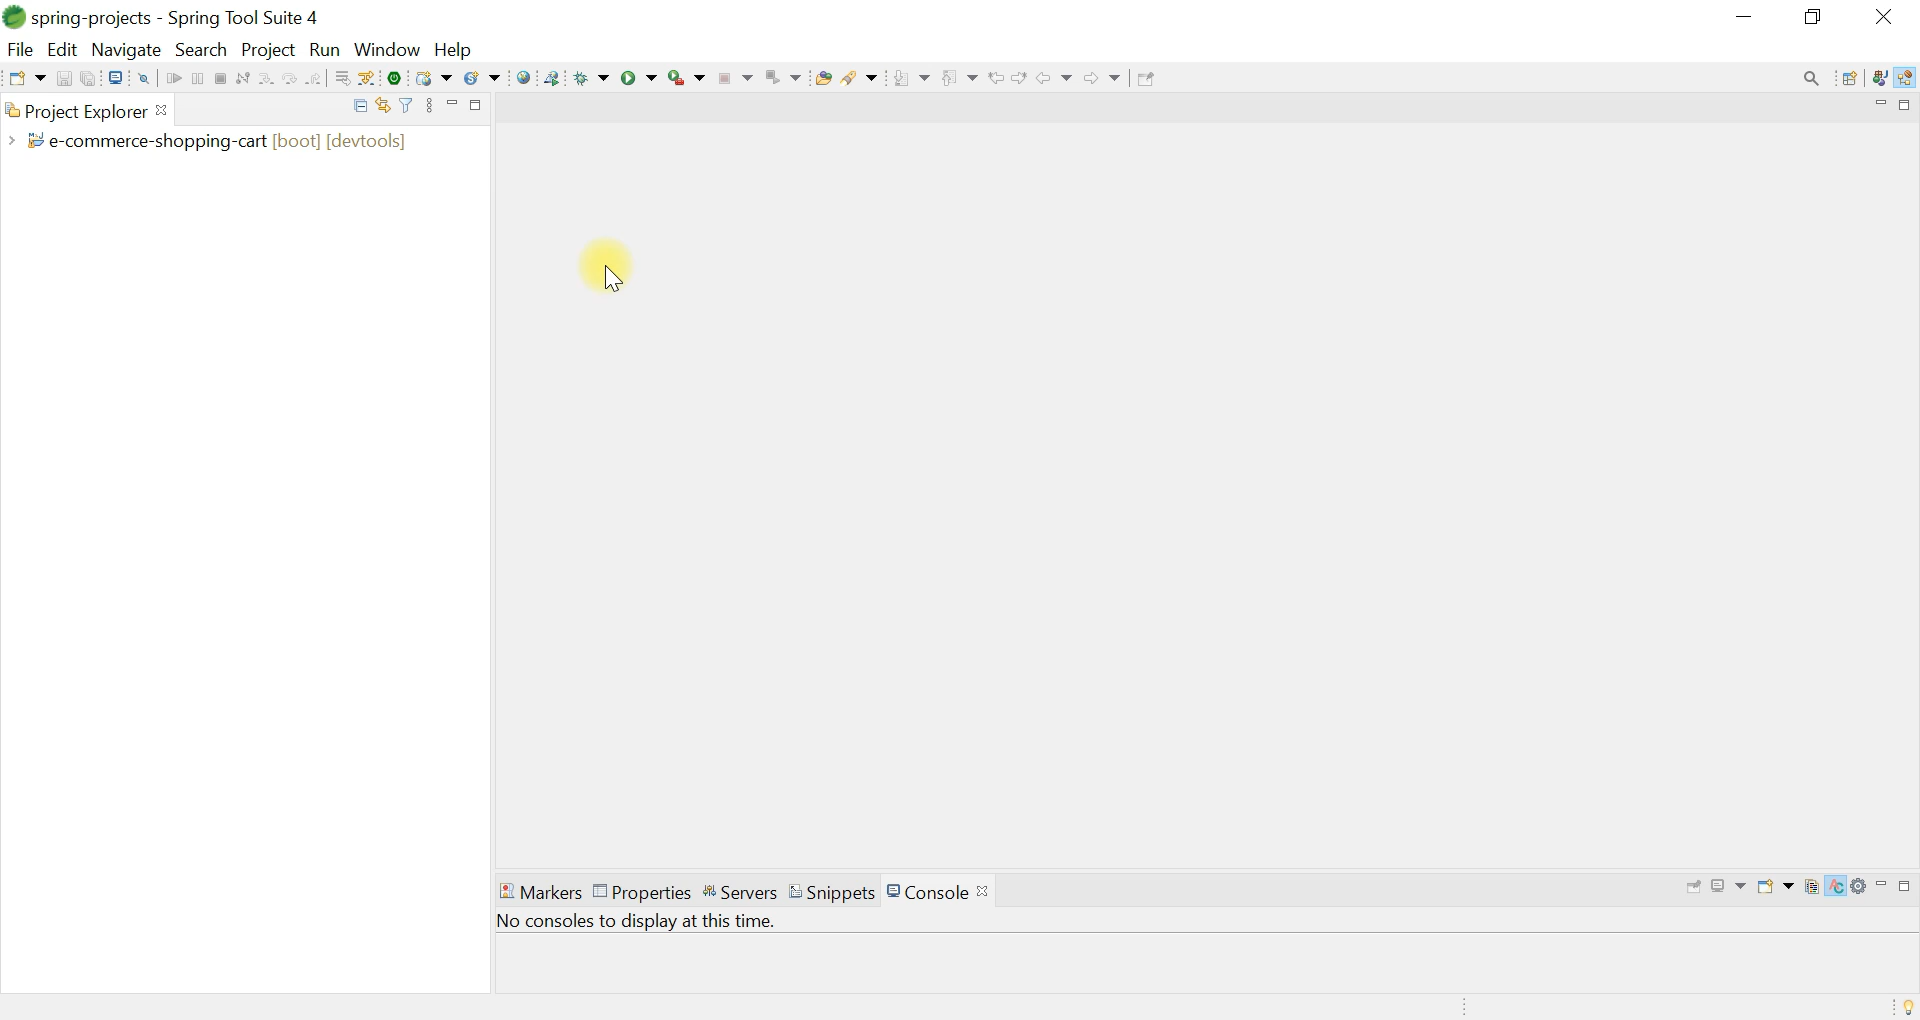 spring-projects - Spring Tool Suite 4
File Edit Navigate Search Project Run Window Help
Project Explorer
e-commerce-shopping-cart [boot] [devtools]
Markers Properties Servers Snippets Console
No consoles to display at this time.